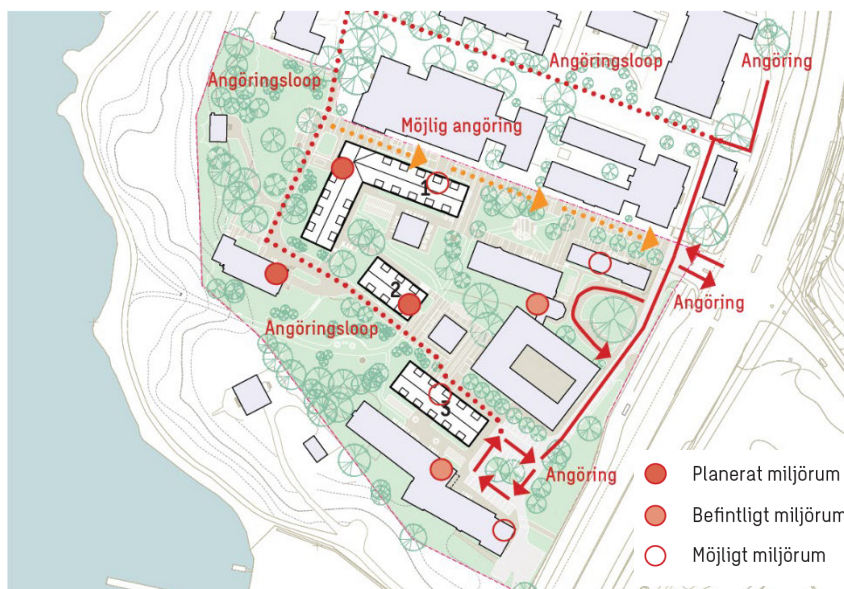 Angöringsloop
Angöring
Angöringsloop
Möjlig angöring
1
2
Angöring
Angöringsloop
3
Angöring
Planerat miljörum
Befintligt miljörum
Möjligt miljörum